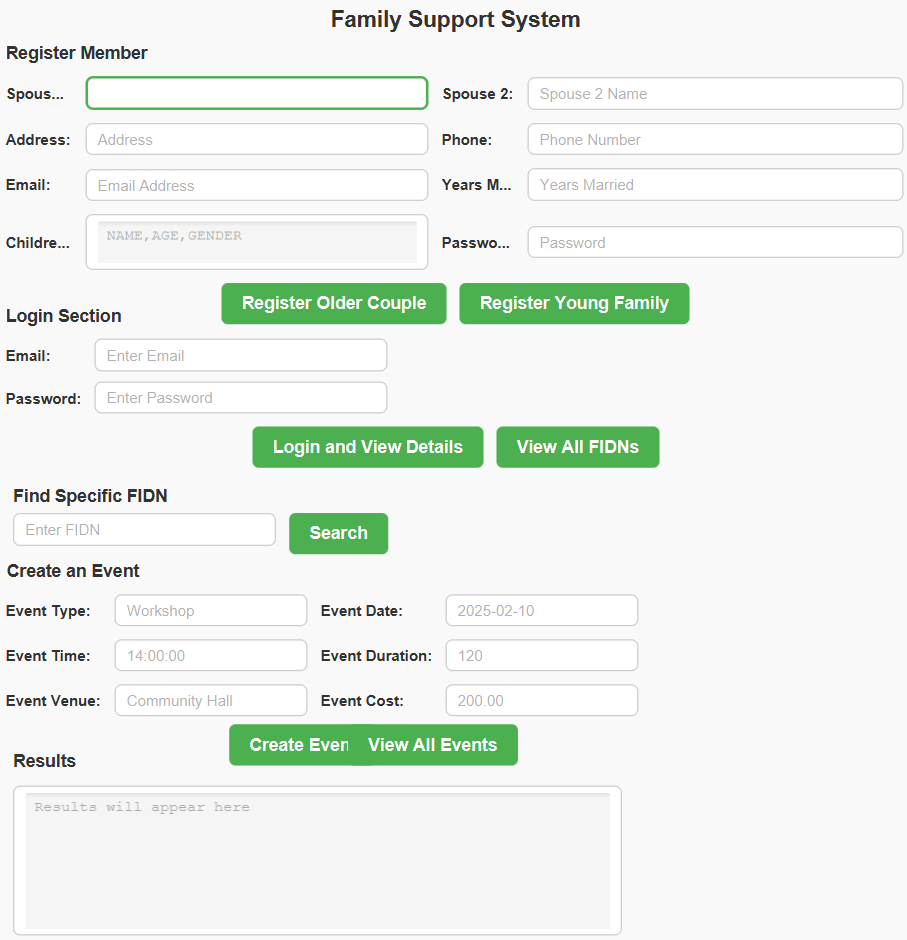 Family Support System
Register Member
Spous... Spouse 2: Spouse 2 Name
Address: Address Phone: Phone Number
Email: Email Address Years M... Years Married
Childre... NAME,AGE,GENDER Passwo... Password
Register Older Couple Register Young Family
Login Section
Email: Enter Email
Password: Enter Password
Login and View Details View All FIDNs
Find Specific FIDN
Enter FIDN Search
Create an Event
Event Type: Workshop Event Date: 2025-02-10
Event Time: 14:00:00 Event Duration: 120
Event Venue: Community Hall Event Cost: 200.00
Create Even View All Events
Results
Results will appear here